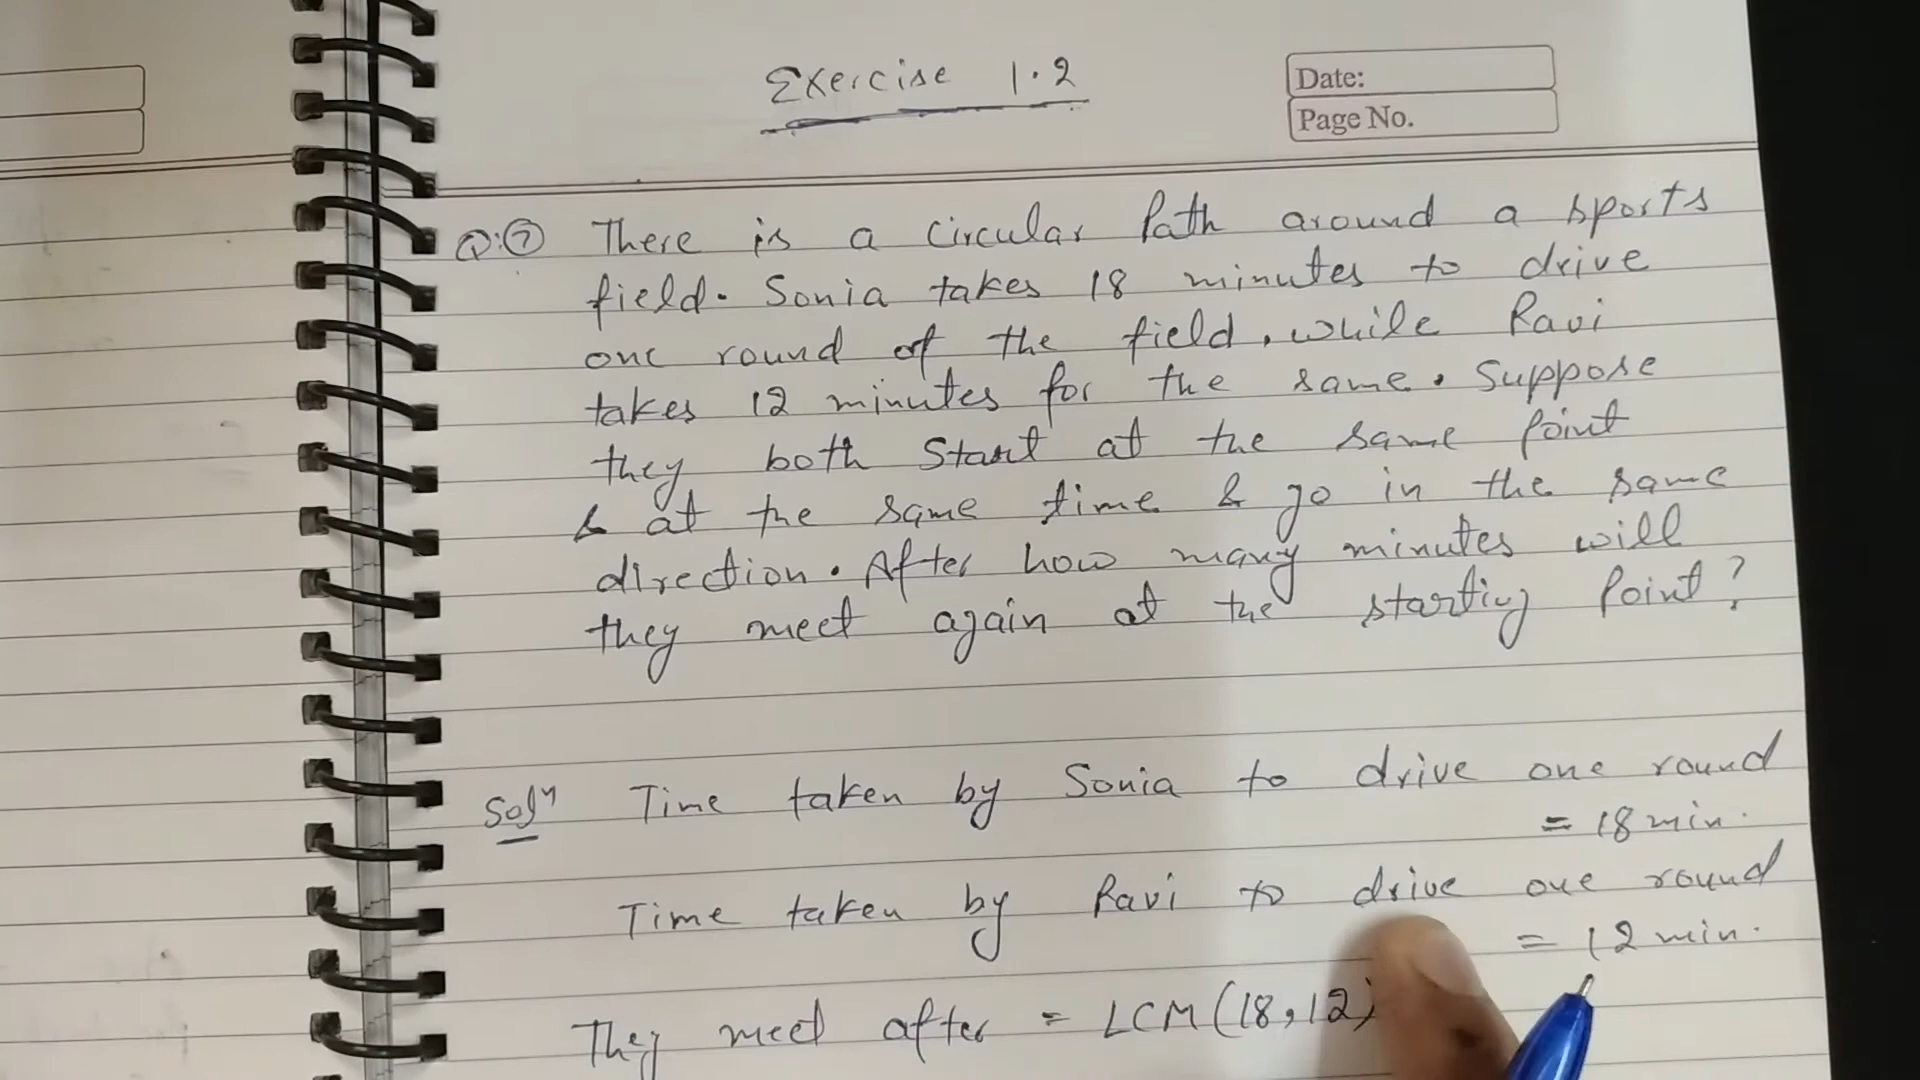 Exercise 1.2
Date:
Page No.
Q.⑦ There is a circular Path around a sports
field. Sonia takes 18 minutes to drive
one round of the field, while Ravi
takes 12 minutes for the same. Suppose
they both Start at the same point
& at the same time & go in the same
direction. After how many minutes will
they meet again at the starting Point?
Solⁿ Time taken by Sonia to drive one round
= 18 min.
Time taken by Ravi to drive one round
= 12 min.
They meet after = LCM(18,12)